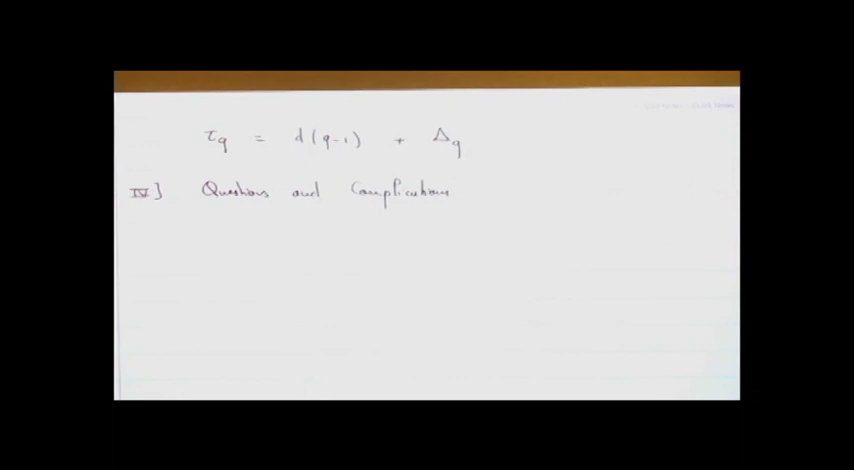 τq = d(q-1) + Δq
IV] Questions and Complications